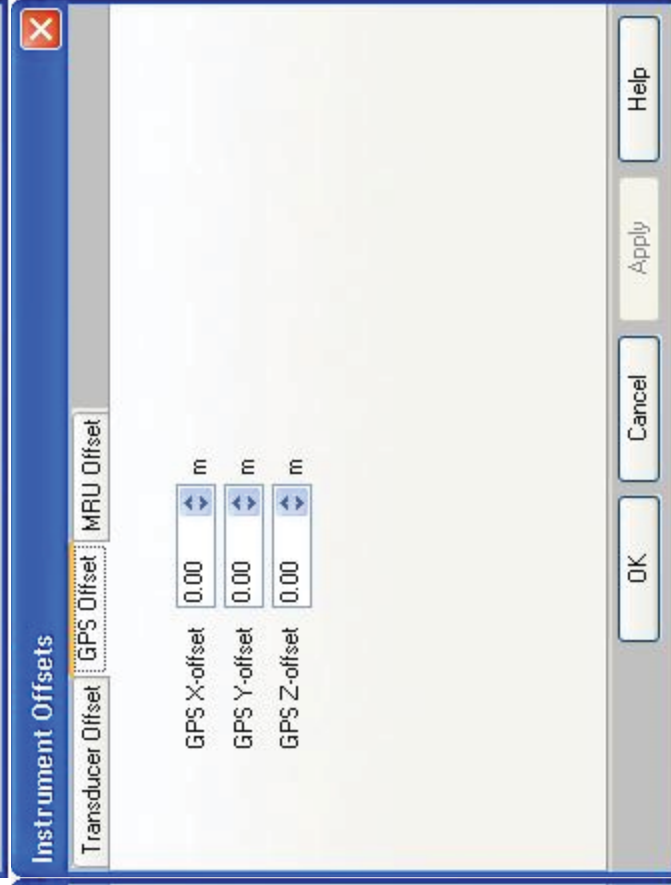 Instrument Offsets
Transducer Offset GPS Offset MRU Offset
GPS X-offset 0.00 m
GPS Y-offset 0.00 m
GPS Z-offset 0.00 m
OK Cancel Apply Help